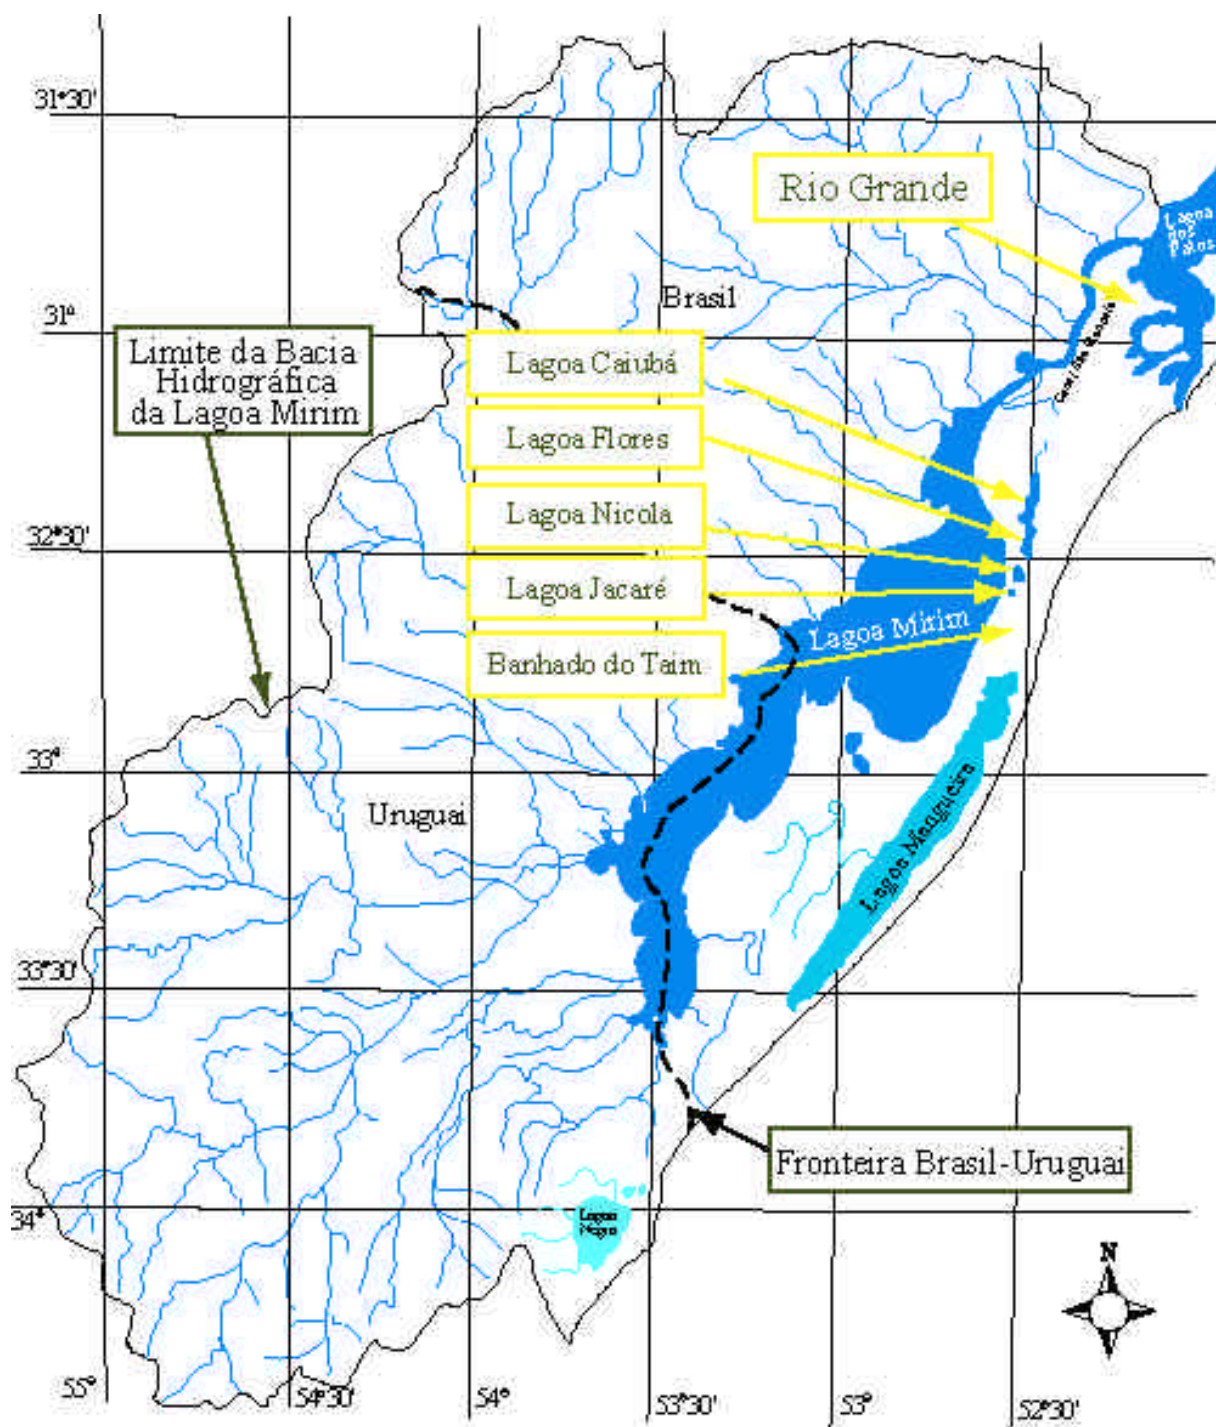 31°30'
Rio Grande
Lagoa
dos
Patos
Brasil
31°
Limite da Bacia
Hidrográfica
da Lagoa Mirim
Lagoa Caiubá
Lagoa Flores
Lagoa Nicola
32°30'
Lagoa Jacaré
Lagoa Mirim
Banhado do Taim
33°
Uruguai
Lagoa Mangueira
33°30'
Fronteira Brasil-Uruguai
34°
Lagoa
Negra
N
55°
54°30'
54°
53°30'
53°
52°30'